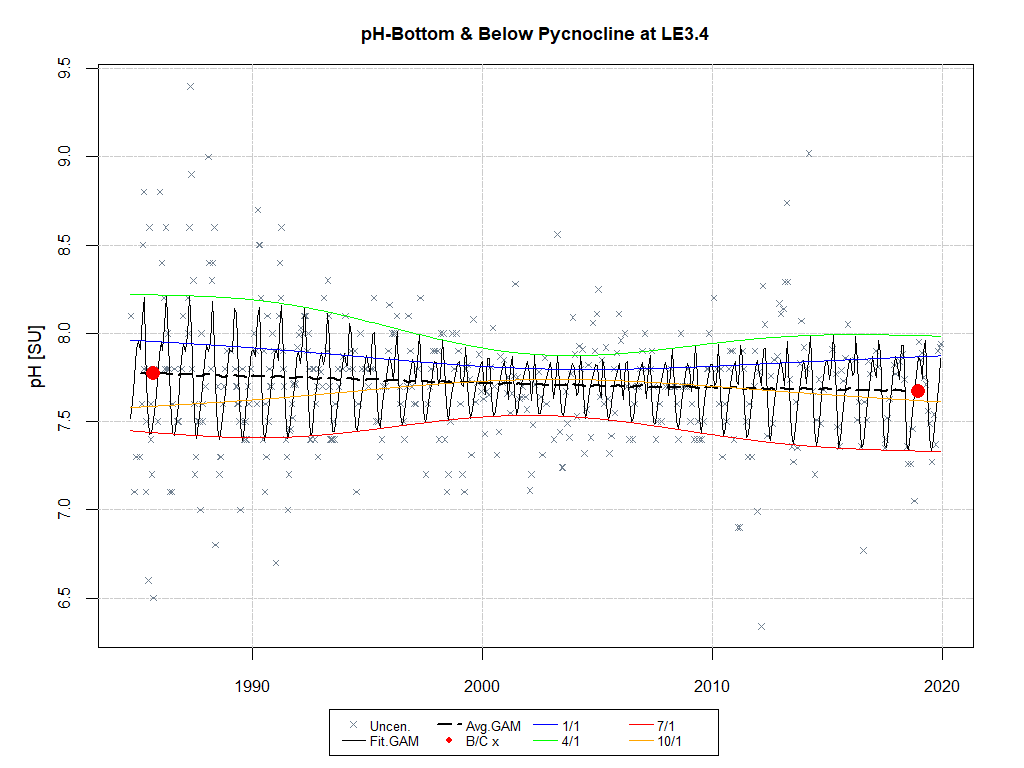 pH-Bottom & Below Pycnocline at LE3.4
pH [SU]
9.5
9.0
8.5
8.0
7.5
7.0
6.5
1990 2000 2010 2020
Uncen. Avg.GAM 1/1 7/1
Fit.GAM B/C x 4/1 10/1